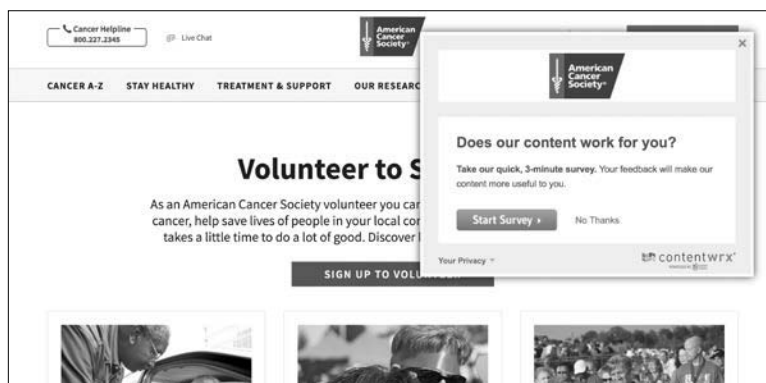 Cancer Helpline
800.227.2345
Live Chat
American
Cancer
Society®
CANCER A-Z STAY HEALTHY TREATMENT & SUPPORT OUR RESEARC
Volunteer to S
As an American Cancer Society volunteer you can
cancer, help save lives of people in your local
takes a little time to do a lot of good. Discover
SIGN UP TO
American
Cancer
Society®
Does our content work for you?
Take our quick, 3-minute survey. Your feedback will make our
content more useful to you.
Start Survey
No Thanks
Your Privacy
contentwrx